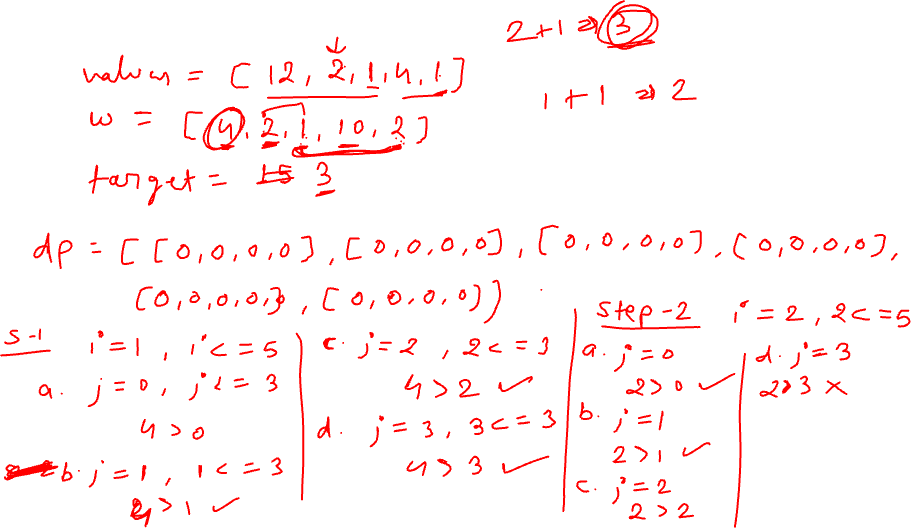 2+1 ⇒ 3
values = [12, 2, 1, 4, 1]
1+1 ⇒ 2
w = [4, 2, 1, 10, 2]
target = 15 3
dp = [[0,0,0,0], [0,0,0,0], [0,0,0,0], [0,0,0,0],
[0,0,0,0], [0,0,0,0]]
S-1 i=1, i<=5
a. j=0, j<=3
4>0
b. j=1, 1<=3
4>1 ✓
c. j=2, 2<=3
4>2 ✓
d. j=3, 3<=3
4>3 ✓
Step-2 i=2, 2<=5
a. j=0
2>0 ✓
b. j=1
2>1 ✓
c. j=2
2>2
d. j=3
2>3 ×